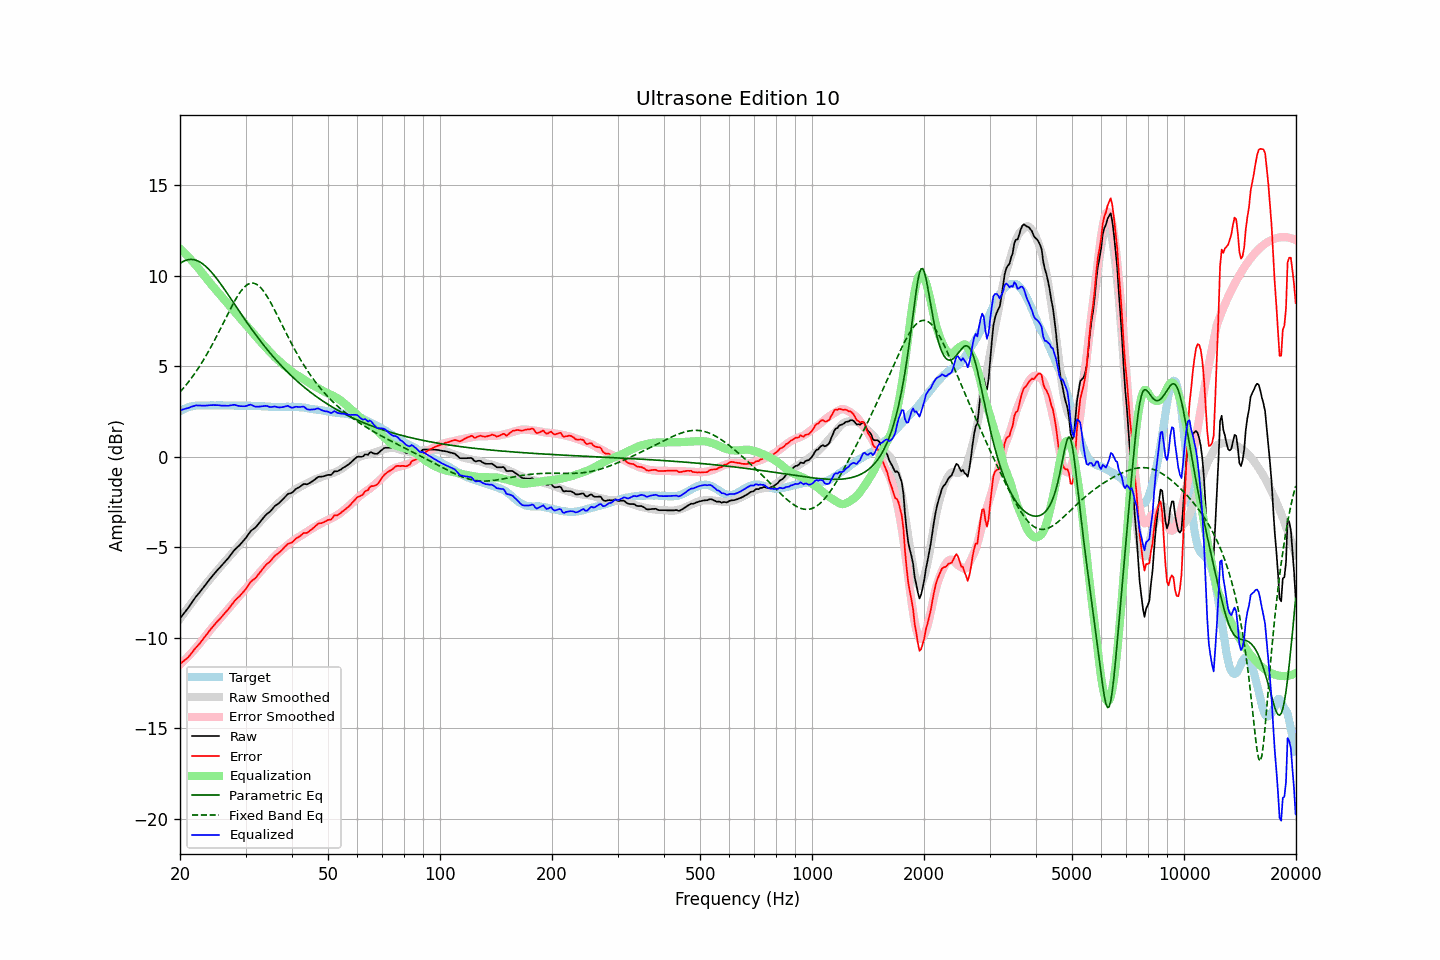 Ultrasone Edition 10
Amplitude (dBr)
15
10
5
0
−5
−10
−15
−20
Target
Raw Smoothed
Error Smoothed
Raw
Error
Equalization
Parametric Eq
Fixed Band Eq
Equalized
20 50 100 200 500 1000 2000 5000 10000 20000
Frequency (Hz)